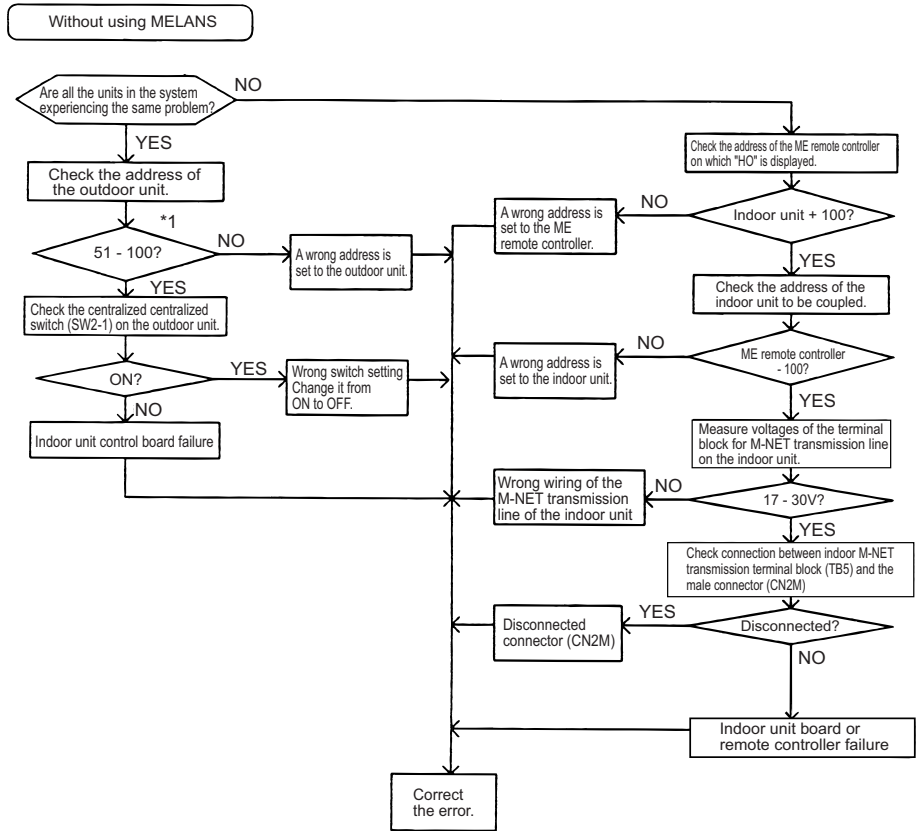 Without using MELANS
Are all the units in the system
experiencing the same problem?
NO
YES
Check the address of
the outdoor unit.
*1
51 - 100?
NO
A wrong address is
set to the outdoor unit.
YES
Check the centralized centralized
switch (SW2-1) on the outdoor unit.
ON?
YES
Wrong switch setting
Change it from
ON to OFF.
NO
Indoor unit control board failure
Check the address of the ME remote controller
on which "HO" is displayed.
Indoor unit + 100?
NO
A wrong address is
set to the ME
remote controller.
YES
Check the address of the
indoor unit to be coupled.
ME remote controller
- 100?
NO
A wrong address is
set to the indoor unit.
YES
Measure voltages of the terminal
block for M-NET transmission line
on the indoor unit.
17 - 30V?
NO
Wrong wiring of the
M-NET transmission
line of the indoor unit
YES
Check connection between indoor M-NET
transmission terminal block (TB5) and the
male connector (CN2M)
Disconnected?
YES
Disconnected
connector (CN2M)
NO
Indoor unit board or
remote controller failure
Correct
the error.